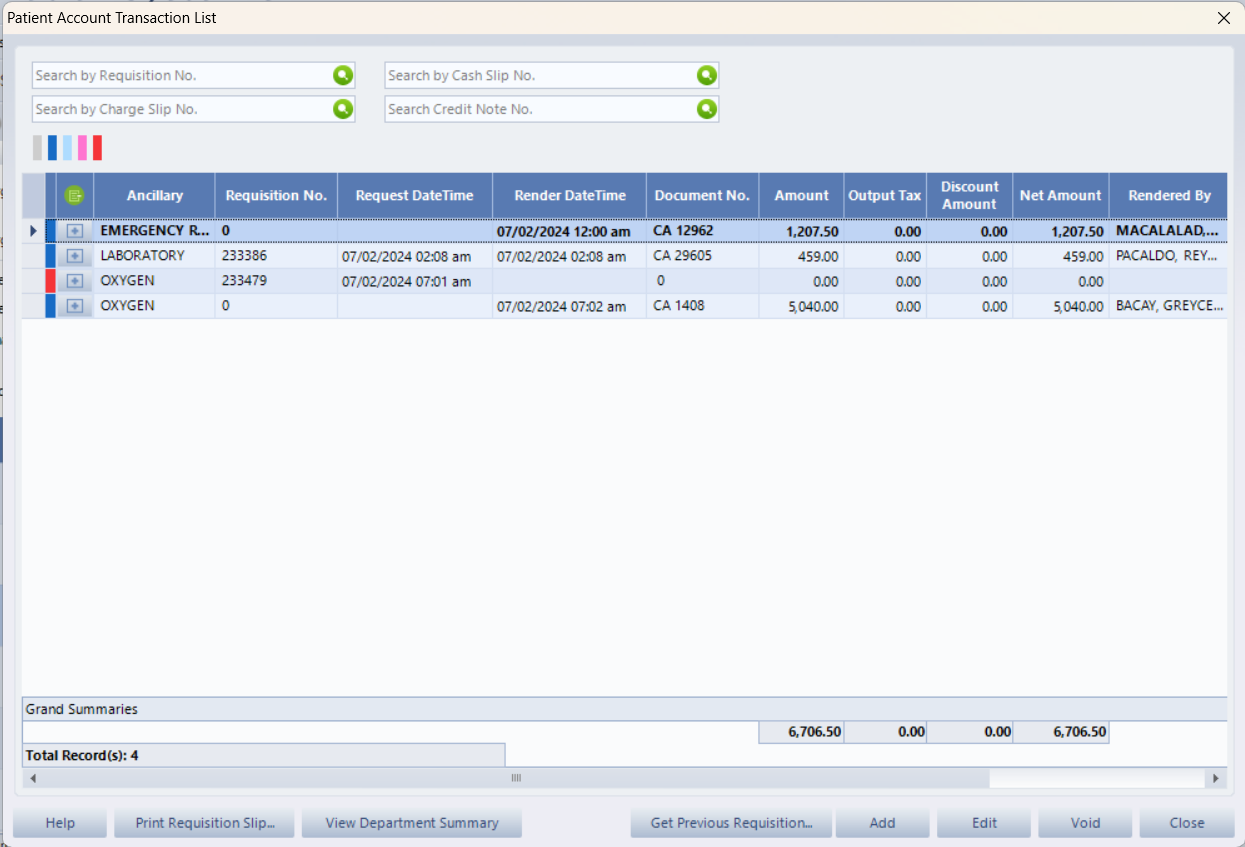 Patient Account Transaction List
Search by Requisition No. Search by Cash Slip No.
Search by Charge Slip No. Search Credit Note No.
Ancillary Requisition No. Request DateTime Render DateTime Document No. Amount Output Tax Discount Amount Net Amount Rendered By
EMERGENCY R... 0 07/02/2024 12:00 am CA 12962 1,207.50 0.00 0.00 1,207.50 MACALALAD,...
LABORATORY 233386 07/02/2024 02:08 am 07/02/2024 02:08 am CA 29605 459.00 0.00 0.00 459.00 PACALDO, REY...
OXYGEN 233479 07/02/2024 07:01 am 0 0.00 0.00 0.00 0.00
OXYGEN 0 07/02/2024 07:02 am CA 1408 5,040.00 0.00 0.00 5,040.00 BACAY, GREYCE...
Grand Summaries
6,706.50 0.00 0.00 6,706.50
Total Record(s): 4
Help Print Requisition Slip... View Department Summary Get Previous Requisition... Add Edit Void Close